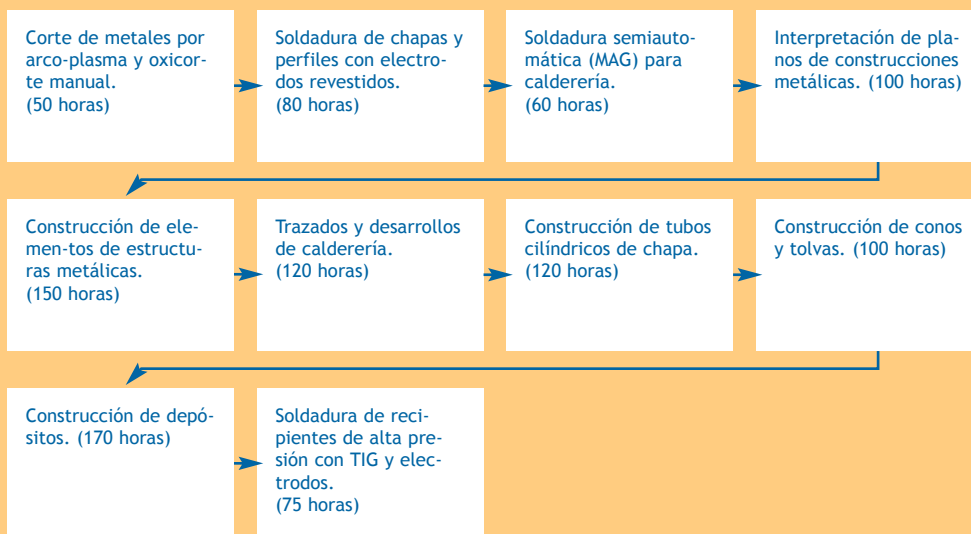 Corte de metales por
arco-plasma y oxicor-
te manual.
(50 horas)
Soldadura de chapas y
perfiles con electro-
dos revestidos.
(80 horas)
Soldadura semiauto-
mática (MAG) para
calderería.
(60 horas)
Interpretación de pla-
nos de construcciones
metálicas. (100 horas)
Construcción de ele-
men-tos de estructu-
ras metálicas.
(150 horas)
Trazados y desarrollos
de calderería.
(120 horas)
Construcción de tubos
cilíndricos de chapa.
(120 horas)
Construcción de conos
y tolvas. (100 horas)
Construcción de depó-
sitos. (170 horas)
Soldadura de reci-
pientes de alta pre-
sión con TIG y elec-
trodos.
(75 horas)